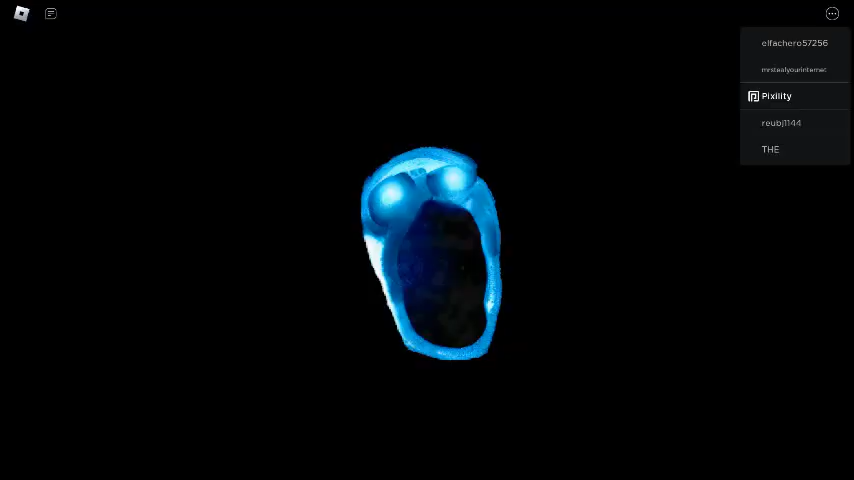 elfachero57256
mrstealyourinternet
Pixility
reubj1144
THE